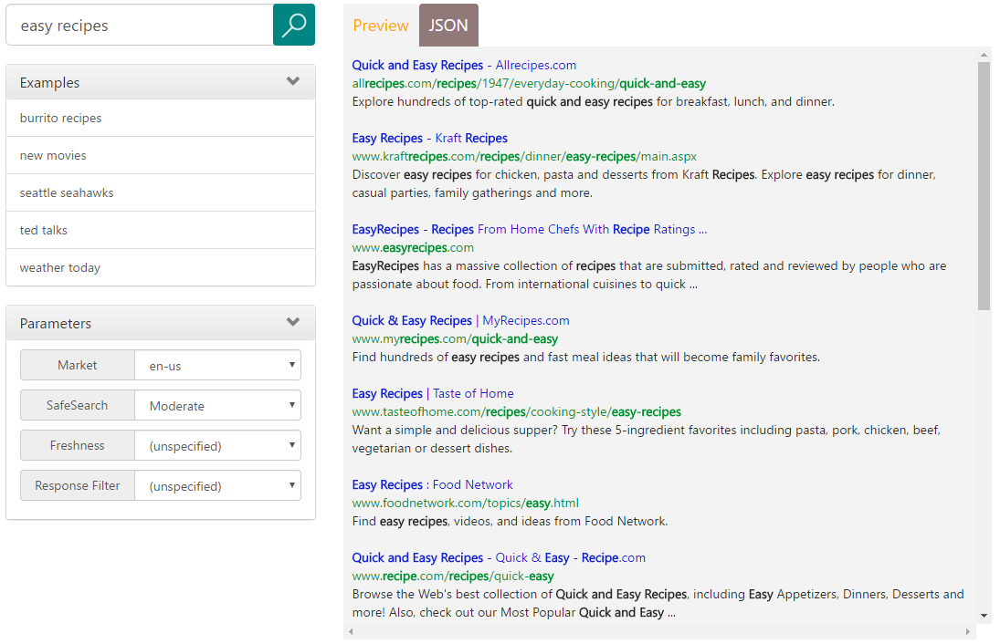 easy recipes
Examples
burrito recipes
new movies
seattle seahawks
ted talks
weather today
Parameters
Market en-us
SafeSearch Moderate
Freshness (unspecified)
Response Filter (unspecified)
Preview JSON
Quick and Easy Recipes - Allrecipes.com
allrecipes.com/recipes/1947/everyday-cooking/quick-and-easy
Explore hundreds of top-rated quick and easy recipes for breakfast, lunch, and dinner.
Easy Recipes - Kraft Recipes
www.kraftrecipes.com/recipes/dinner/easy-recipes/main.aspx
Discover easy recipes for chicken, pasta and desserts from Kraft Recipes. Explore easy recipes for dinner,
casual parties, family gatherings and more.
EasyRecipes - Recipes From Home Chefs With Recipe Ratings ...
www.easyrecipes.com
EasyRecipes has a massive collection of recipes that are submitted, rated and reviewed by people who are
passionate about food. From international cuisines to quick ...
Quick & Easy Recipes | MyRecipes.com
www.myrecipes.com/quick-and-easy
Find hundreds of easy recipes and fast meal ideas that will become family favorites.
Easy Recipes | Taste of Home
www.tasteofhome.com/recipes/cooking-style/easy-recipes
Want a simple and delicious supper? Try these 5-ingredient favorites including pasta, pork, chicken, beef,
vegetarian or dessert dishes.
Easy Recipes : Food Network
www.foodnetwork.com/topics/easy.html
Find easy recipes, videos, and ideas from Food Network.
Quick and Easy Recipes - Quick & Easy - Recipe.com
www.recipe.com/recipes/quick-easy
Browse the Web's best collection of Quick and Easy Recipes, including Easy Appetizers, Dinners, Desserts and
more! Also, check out our Most Popular Quick and Easy ...